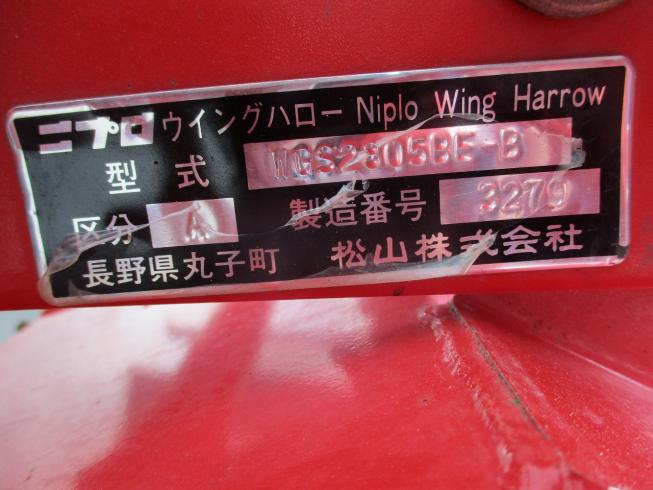 ニプロ ウイングハロー Niplo Wing Harrow
型式 WGS2305BE-B
区分 A 製造番号 3279
長野県丸子町 松山株式会社